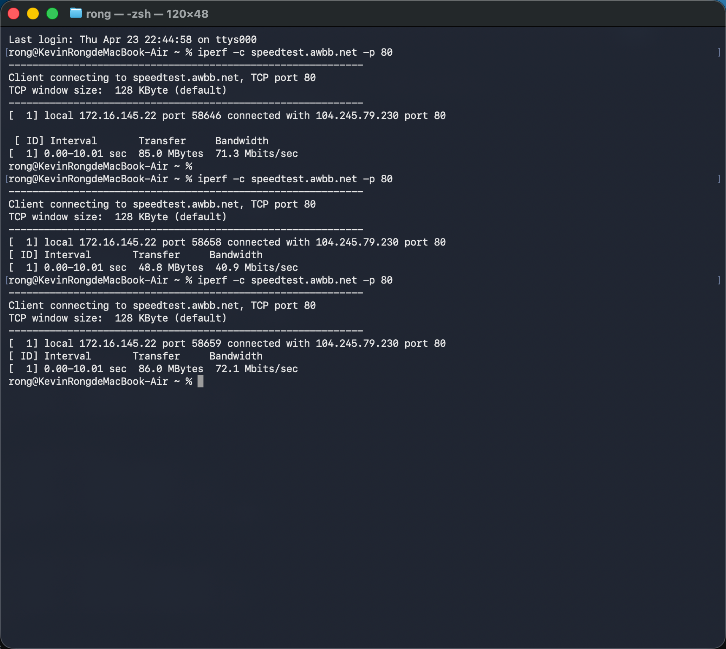 rong — -zsh — 120×48
Last login: Thu Apr 23 22:44:58 on ttys000
[rong@KevinRongdeMacBook-Air ~ % iperf -c speedtest.awbb.net -p 80 ]
------------------------------------------------------------
Client connecting to speedtest.awbb.net, TCP port 80
TCP window size:  128 KByte (default)
------------------------------------------------------------
[  1] local 172.16.145.22 port 58646 connected with 104.245.79.230 port 80
[ ID] Interval       Transfer     Bandwidth
[  1] 0.00-10.01 sec  85.0 MBytes  71.3 Mbits/sec
rong@KevinRongdeMacBook-Air ~ %
[rong@KevinRongdeMacBook-Air ~ % iperf -c speedtest.awbb.net -p 80 ]
------------------------------------------------------------
Client connecting to speedtest.awbb.net, TCP port 80
TCP window size:  128 KByte (default)
------------------------------------------------------------
[  1] local 172.16.145.22 port 58658 connected with 104.245.79.230 port 80
[ ID] Interval       Transfer     Bandwidth
[  1] 0.00-10.01 sec  48.8 MBytes  40.9 Mbits/sec
[rong@KevinRongdeMacBook-Air ~ % iperf -c speedtest.awbb.net -p 80 ]
------------------------------------------------------------
Client connecting to speedtest.awbb.net, TCP port 80
TCP window size:  128 KByte (default)
------------------------------------------------------------
[  1] local 172.16.145.22 port 58659 connected with 104.245.79.230 port 80
[ ID] Interval       Transfer     Bandwidth
[  1] 0.00-10.01 sec  86.0 MBytes  72.1 Mbits/sec
rong@KevinRongdeMacBook-Air ~ %